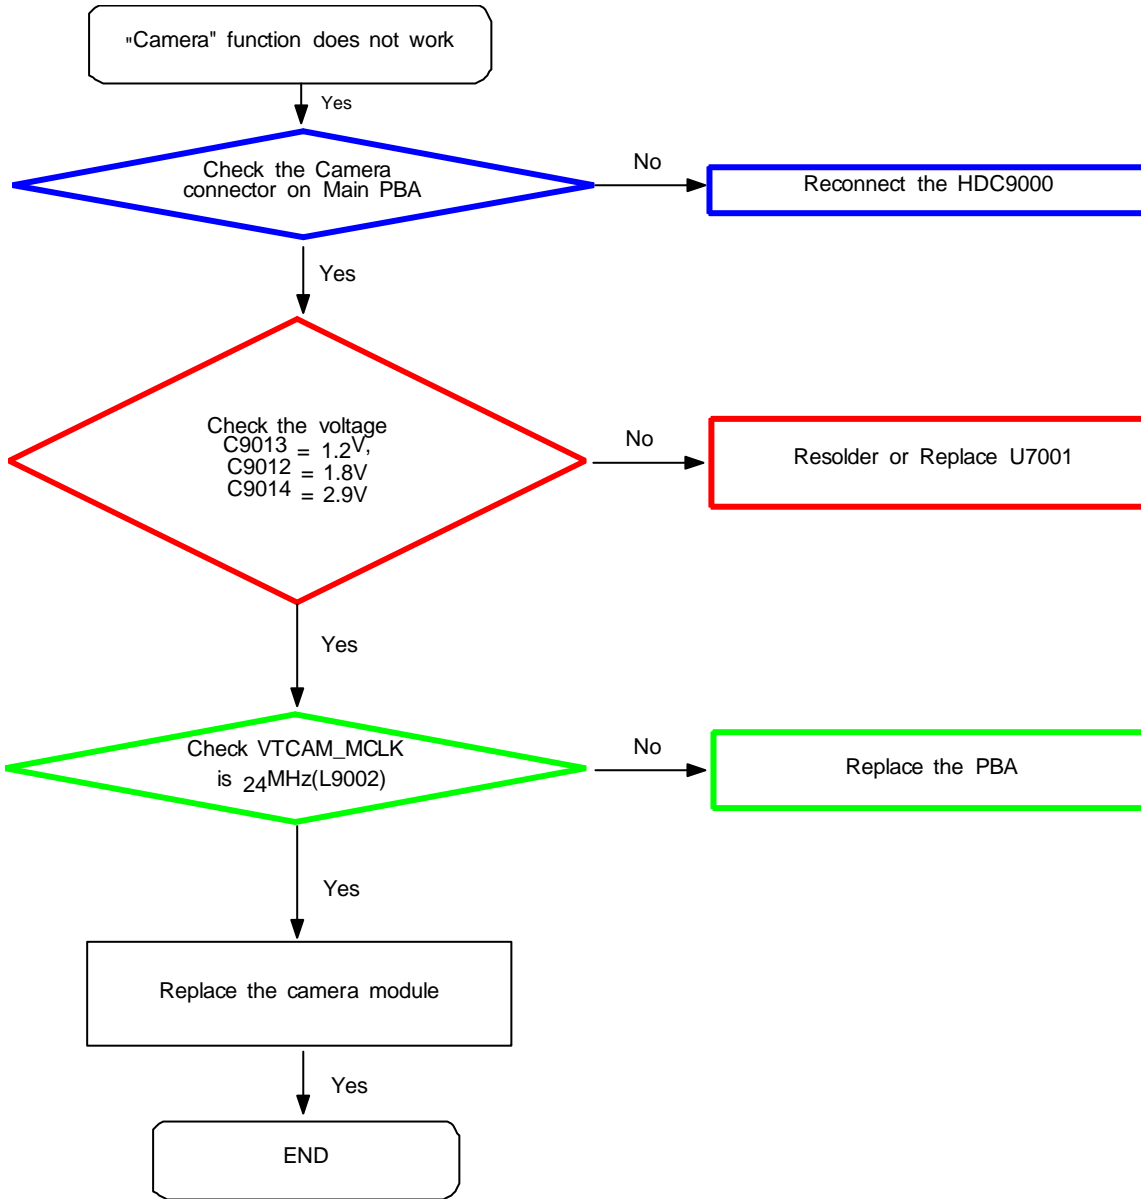 "Camera" function does not work
Yes
Check the Camera
connector on Main PBA
No
Reconnect the HDC9000
Yes
Check the voltage
C9013 = 1.2V,
C9012 = 1.8V
C9014 = 2.9V
No
Resolder or Replace U7001
Yes
Check VTCAM_MCLK
is 24MHz(L9002)
No
Replace the PBA
Yes
Replace the camera module
Yes
END